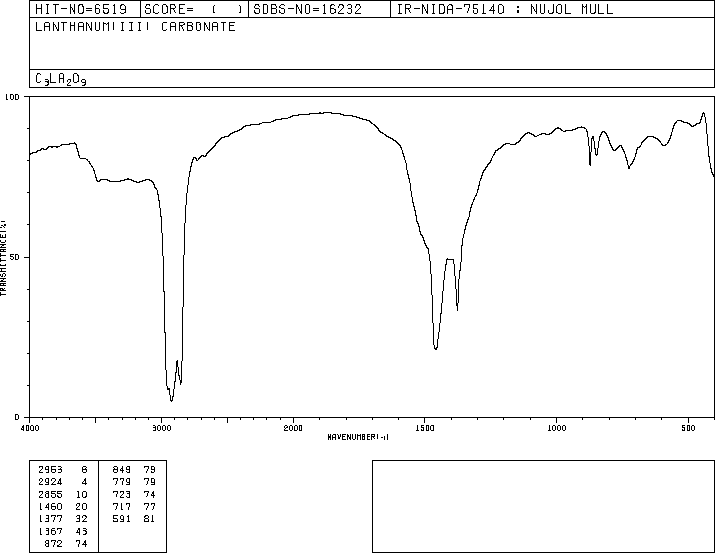 HIT-NO=6519 SCORE= ( ) SDBS-NO=16232 IR-NIDA-75140 : NUJOL MULL
LANTHANUM(III) CARBONATE
C3LA2O9
100
50
0
TRANSMITTANCE(%)
4000 3000 2000 1500 1000 500
WAVENUMBER(-1)
2953 6 849 79
2924 4 779 79
2855 10 723 74
1460 20 717 77
1377 32 591 81
1367 43
872 74